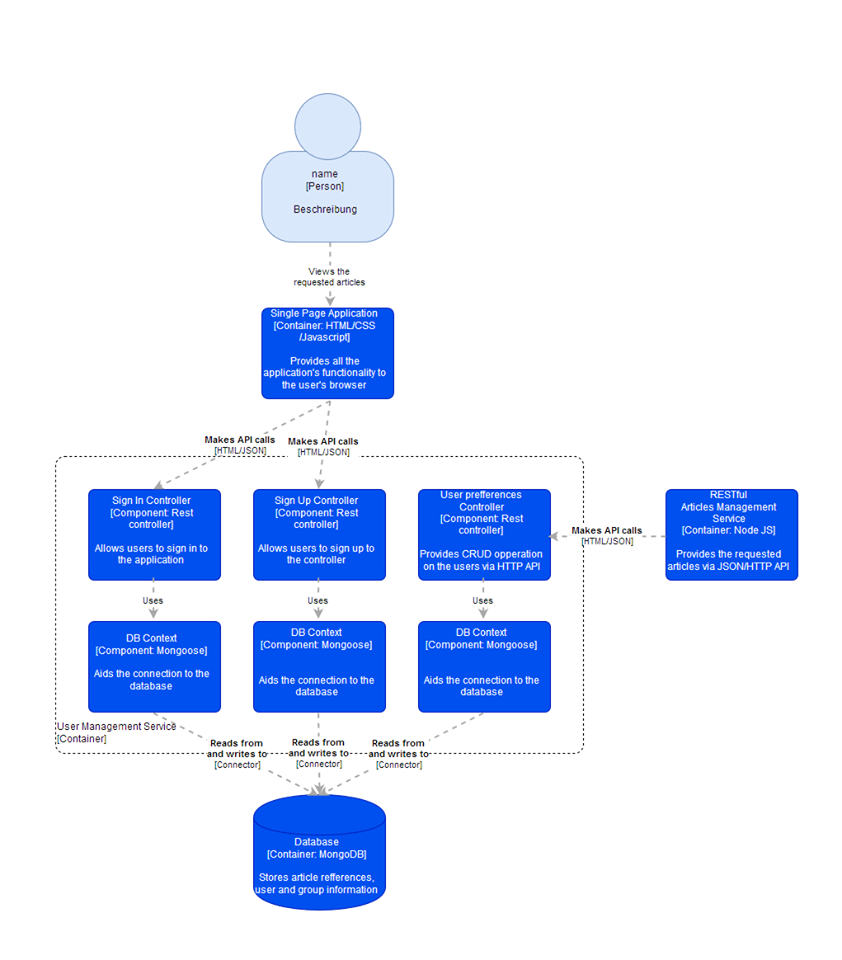 name
[Person]
Beschreibung
Views the
requested articles
Single Page Application
[Container: HTML/CSS
/Javascript]
Provides all the
application's functionality to
the user's browser
Makes API calls
[HTML/JSON]
Makes API calls
[HTML/JSON]
Sign In Controller
[Component: Rest
controller]
Allows users to sign in to
the application
Sign Up Controller
[Component: Rest
controller]
Allows users to sign up to
the controller
User prefferences
Controller
[Component: Rest
controller]
Provides CRUD opperation
on the users via HTTP API
Makes API calls
[HTML/JSON]
RESTful
Articles Management
Service
[Container: Node JS]
Provides the requested
articles via JSON/HTTP API
Uses
Uses
Uses
DB Context
[Component: Mongoose]
Aids the connection to the
database
DB Context
[Component: Mongoose]
Aids the connection to the
database
DB Context
[Component: Mongoose]
Aids the connection to the
database
User Management Service
[Container]
Reads from
and writes to
[Connector]
Reads from
and writes to
[Connector]
Reads from
and writes to
[Connector]
Database
[Container: MongoDB]
Stores article refferences,
user and group information